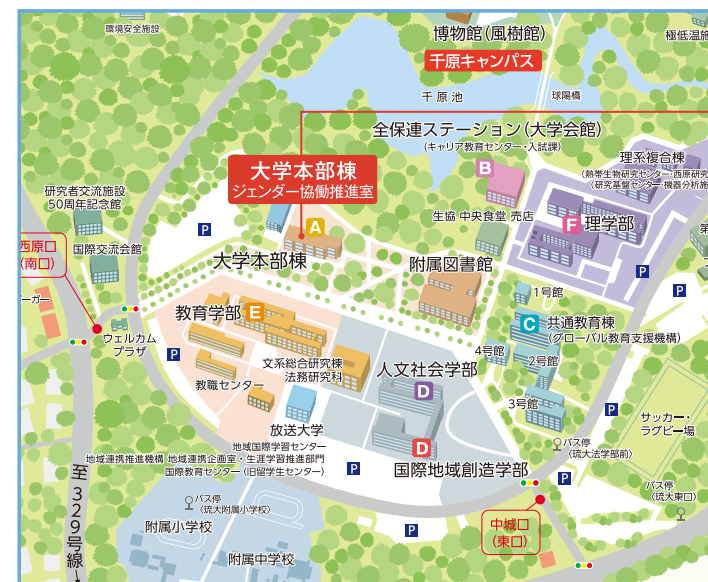 環境安全施設
博物館（風樹館）
千原キャンパス
極低温施
千原池
球陽橋
全保連ステーション（大学会館）
（キャリア教育センター・入試課）
大学本部棟
ジェンダー協働推進室
B
理系複合棟
（熱帯生物研究センター・西原研究
（研究基盤センター・機器分析施
研究者交流施設
50周年記念館
P
A
生協 中央食堂 売店
F 理学部
第
西原口
（南口）
国際交流会館
大学本部棟
附属図書館
P
P
ーガー
1号館
教育学部 E
C 共通教育棟
（グローバル教育支援機構）
ウェルカム
プラザ
P
4号館
2号館
文系総合研究棟
法務研究科
人文社会学部
D
教職センター
3号館
P
サッカー・
ラグビー場
放送大学
地域国際学習センター
D
バス停
（琉大法学部前）
地域連携推進機構 地域連携企画室・生涯学習推進部門
国際教育センター（旧留学生センター）
P
国際地域創造学部
P
至329号線
バス停
（琉大附属小学校）
バス停
（琉大東口）
附属小学校
P
中城口
（東口）
附属中学校